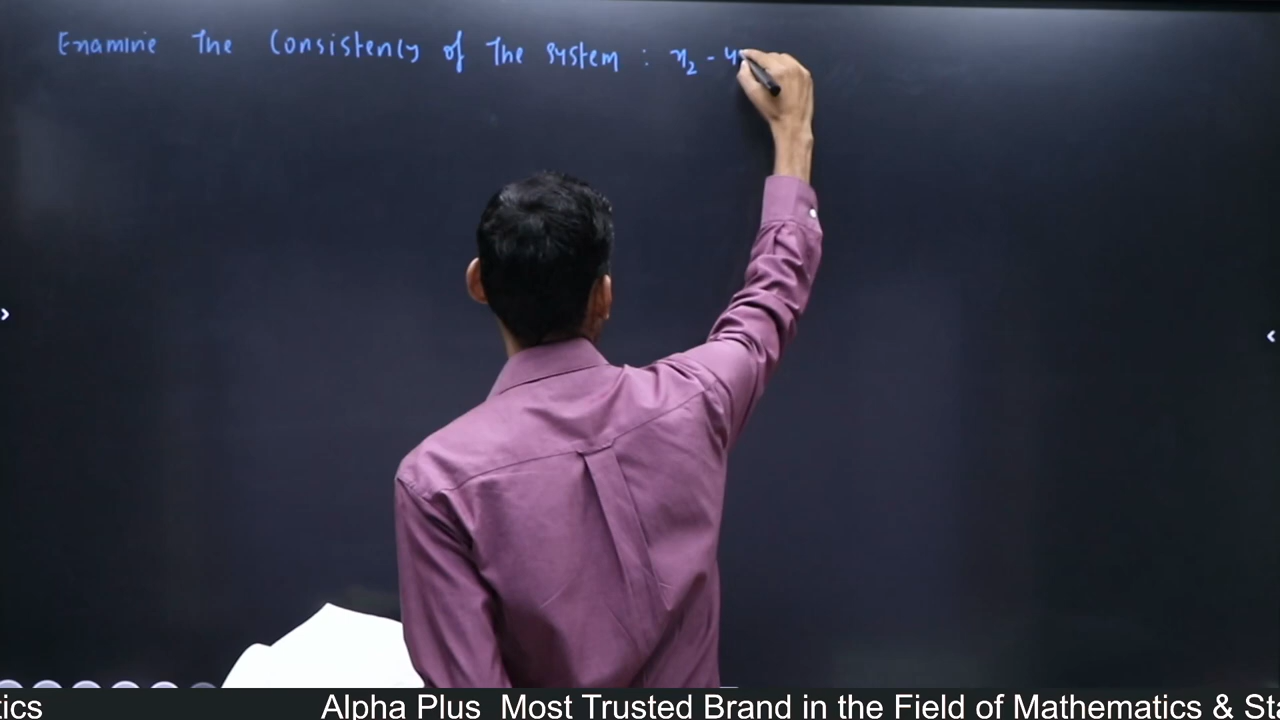 Examine The Consistency of The system : x₂ - 4
tics Alpha Plus Most Trusted Brand in the Field of Mathematics & Sta